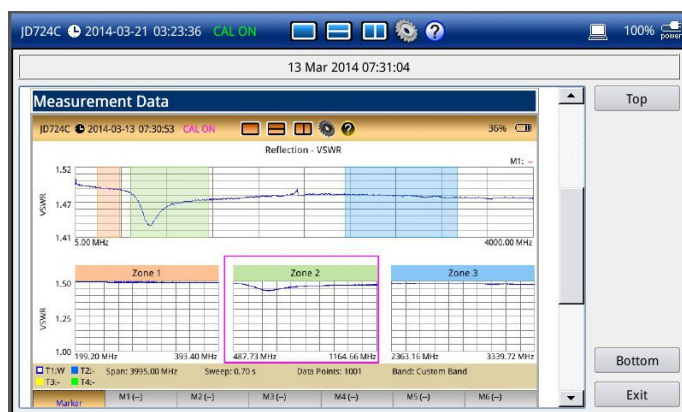 JD724C 2014-03-21 03:23:36 CAL ON 100% power
13 Mar 2014 07:31:04
Measurement Data
Top
JD724C 2014-03-13 07:30:53 CAL ON 36%
Reflection - VSWR
M1: --
1.52
VSWR
1.47
1.41
5.00 MHz 4000.00 MHz
Zone 1 Zone 2 Zone 3
1.50
VSWR
1.25
1.00
199.20 MHz 393.40 MHz 487.73 MHz 1164.66 MHz 2363.16 MHz 3339.72 MHz
T1:W T2:- Span: 3995.00 MHz Sweep: 0.70 s Data Points: 1001 Band: Custom Band
T3:- T4:-
Marker M1 (--) M2 (--) M3 (--) M4 (--) M5 (--) M6 (--)
Bottom
Exit